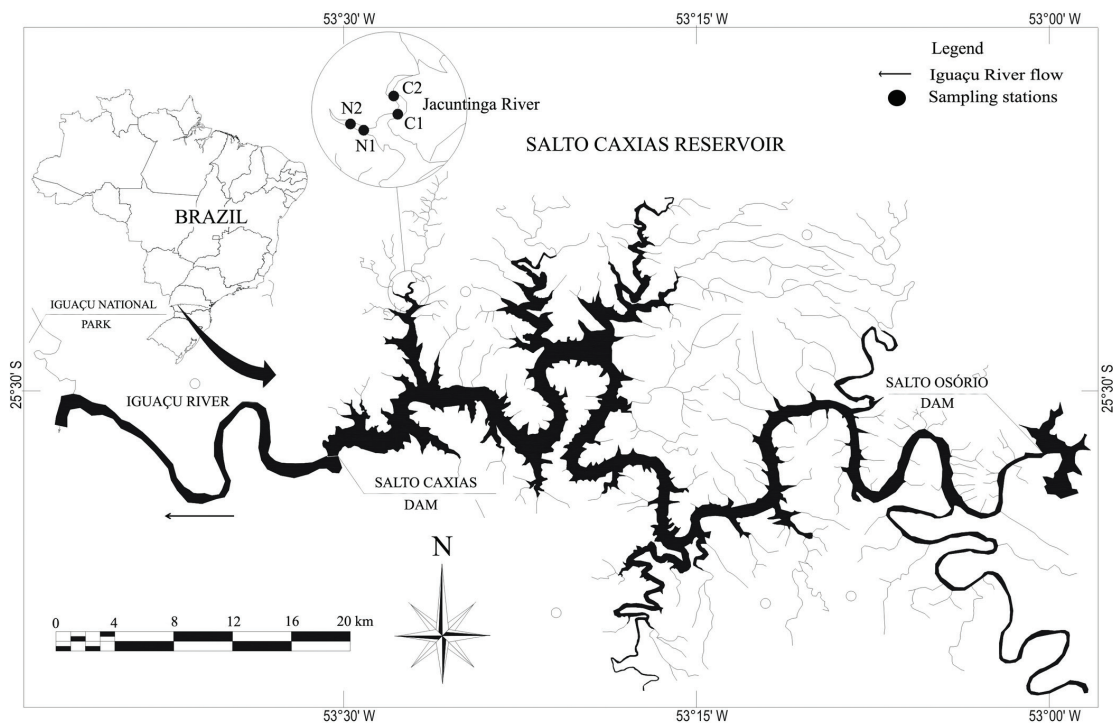 53°30' W
53°15' W
53°00' W
Legend
Iguaçu River flow
Sampling stations
C2
Jacuntinga River
N2
C1
N1
SALTO CAXIAS RESERVOIR
BRAZIL
IGUAÇU NATIONAL
PARK
25°30' S
IGUAÇU RIVER
SALTO OSÓRIO
DAM
25°30' S
SALTO CAXIAS
DAM
N
0 4 8 12 16 20 km
53°30' W
53°15' W
53°00' W